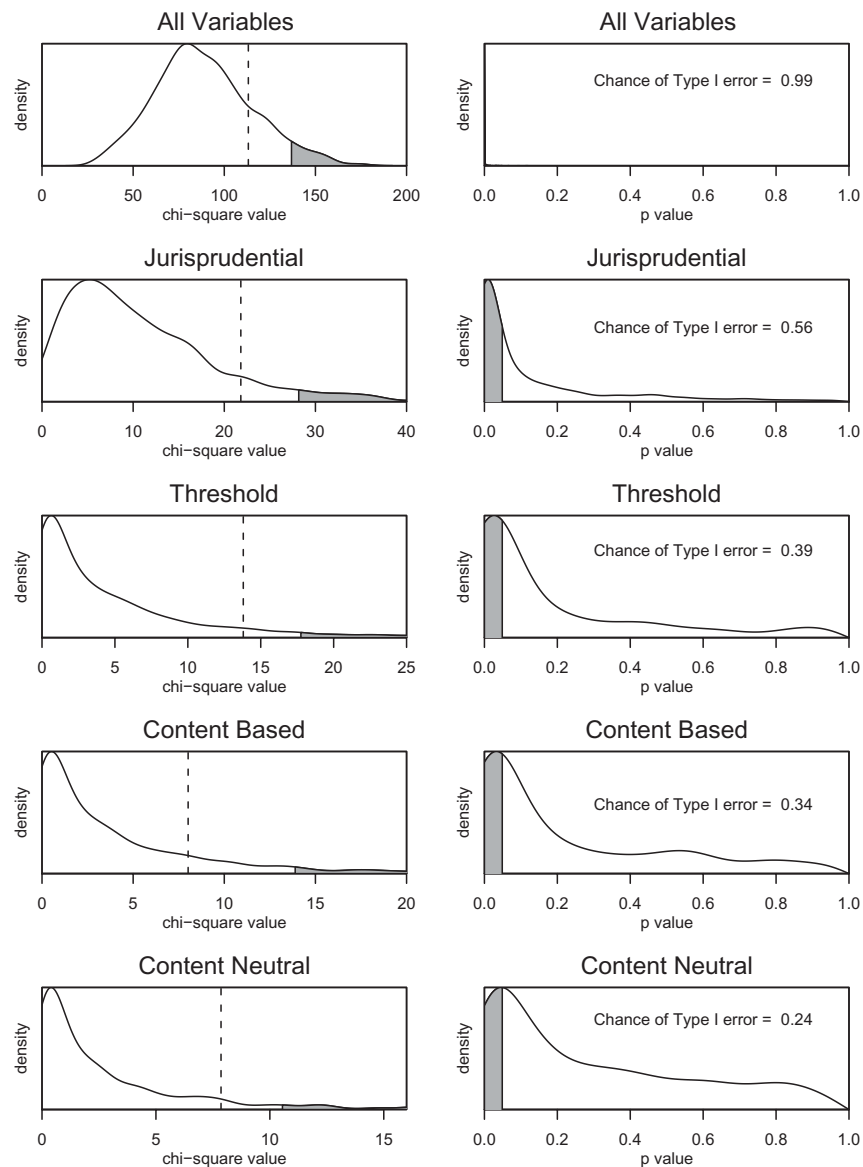 All Variables
density
0 50 100 150 200
chi−square value
All Variables
Chance of Type I error = 0.99
density
0.0 0.2 0.4 0.6 0.8 1.0
p value
Jurisprudential
density
0 10 20 30 40
chi−square value
Jurisprudential
Chance of Type I error = 0.56
density
0.0 0.2 0.4 0.6 0.8 1.0
p value
Threshold
density
0 5 10 15 20 25
chi−square value
Threshold
Chance of Type I error = 0.39
density
0.0 0.2 0.4 0.6 0.8 1.0
p value
Content Based
density
0 5 10 15 20
chi−square value
Content Based
Chance of Type I error = 0.34
density
0.0 0.2 0.4 0.6 0.8 1.0
p value
Content Neutral
density
0 5 10 15
chi−square value
Content Neutral
Chance of Type I error = 0.24
density
0.0 0.2 0.4 0.6 0.8 1.0
p value